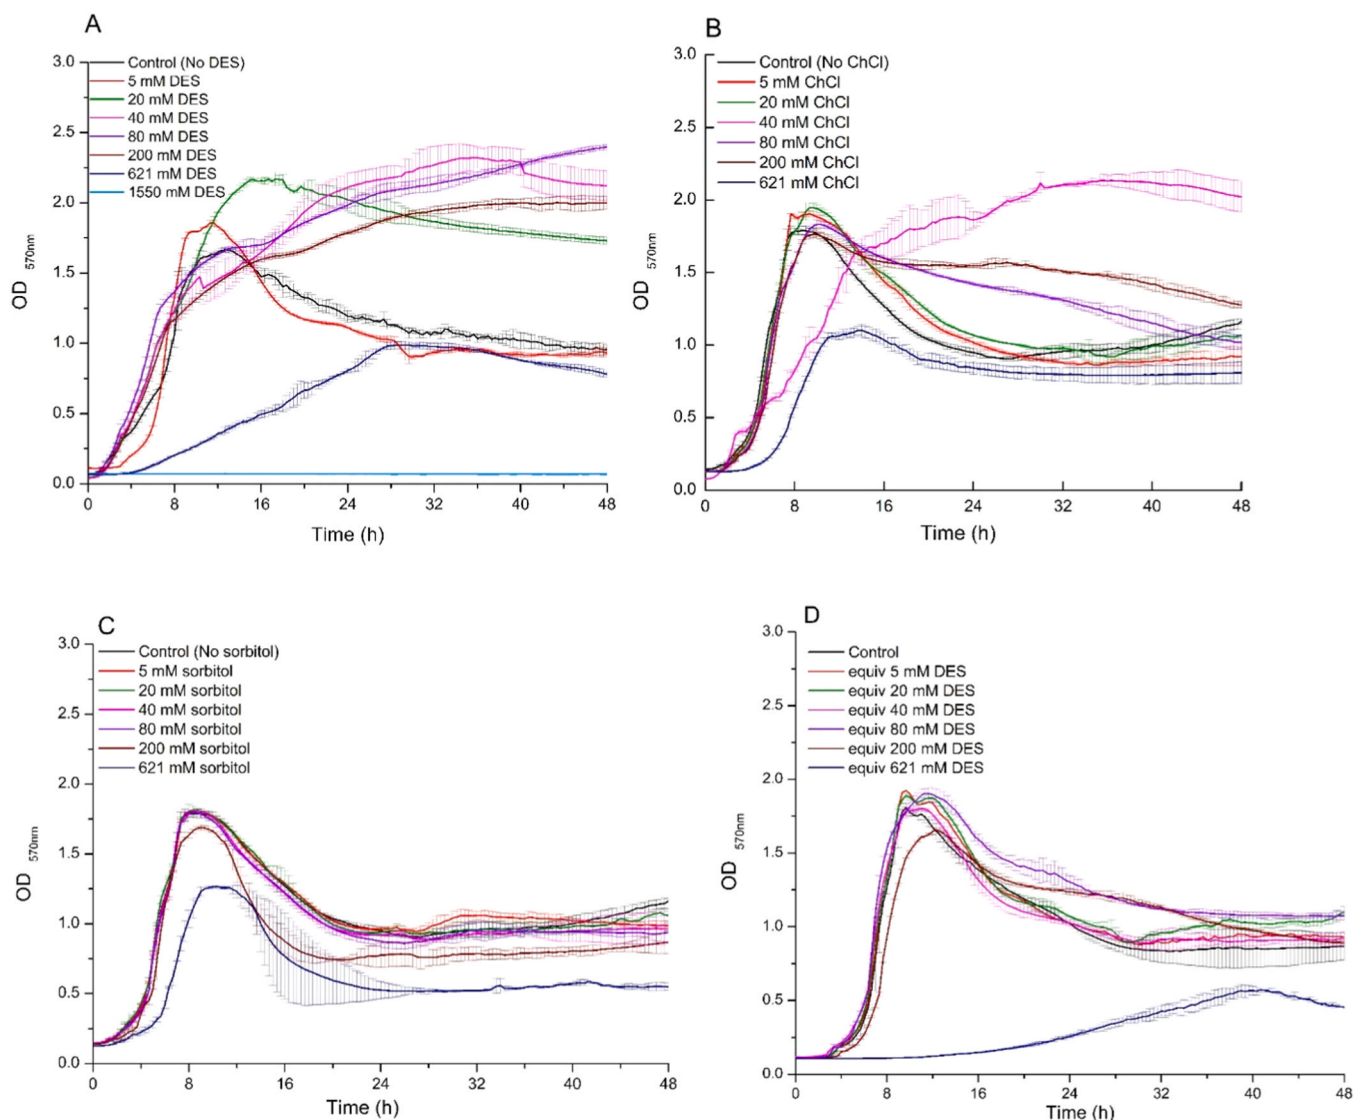 A
3.0
2.5
2.0
1.5
1.0
0.5
0.0
OD 570nm
Control (No DES)
5 mM DES
20 mM DES
40 mM DES
80 mM DES
200 mM DES
621 mM DES
1550 mM DES
0 8 16 24 32 40 48
Time (h)
B
3.0
2.5
2.0
1.5
1.0
0.5
0.0
OD 570nm
Control (No ChCl)
5 mM ChCl
20 mM ChCl
40 mM ChCl
80 mM ChCl
200 mM ChCl
621 mM ChCl
0 8 16 24 32 40 48
Time (h)
C
3.0
2.5
2.0
1.5
1.0
0.5
0.0
OD 570nm
Control (No sorbitol)
5 mM sorbitol
20 mM sorbitol
40 mM sorbitol
80 mM sorbitol
200 mM sorbitol
621 mM sorbitol
0 8 16 24 32 40 48
Time (h)
D
3.0
2.5
2.0
1.5
1.0
0.5
0.0
OD 570nm
Control
equiv 5 mM DES
equiv 20 mM DES
equiv 40 mM DES
equiv 80 mM DES
equiv 200 mM DES
equiv 621 mM DES
0 8 16 24 32 40 48
Time (h)